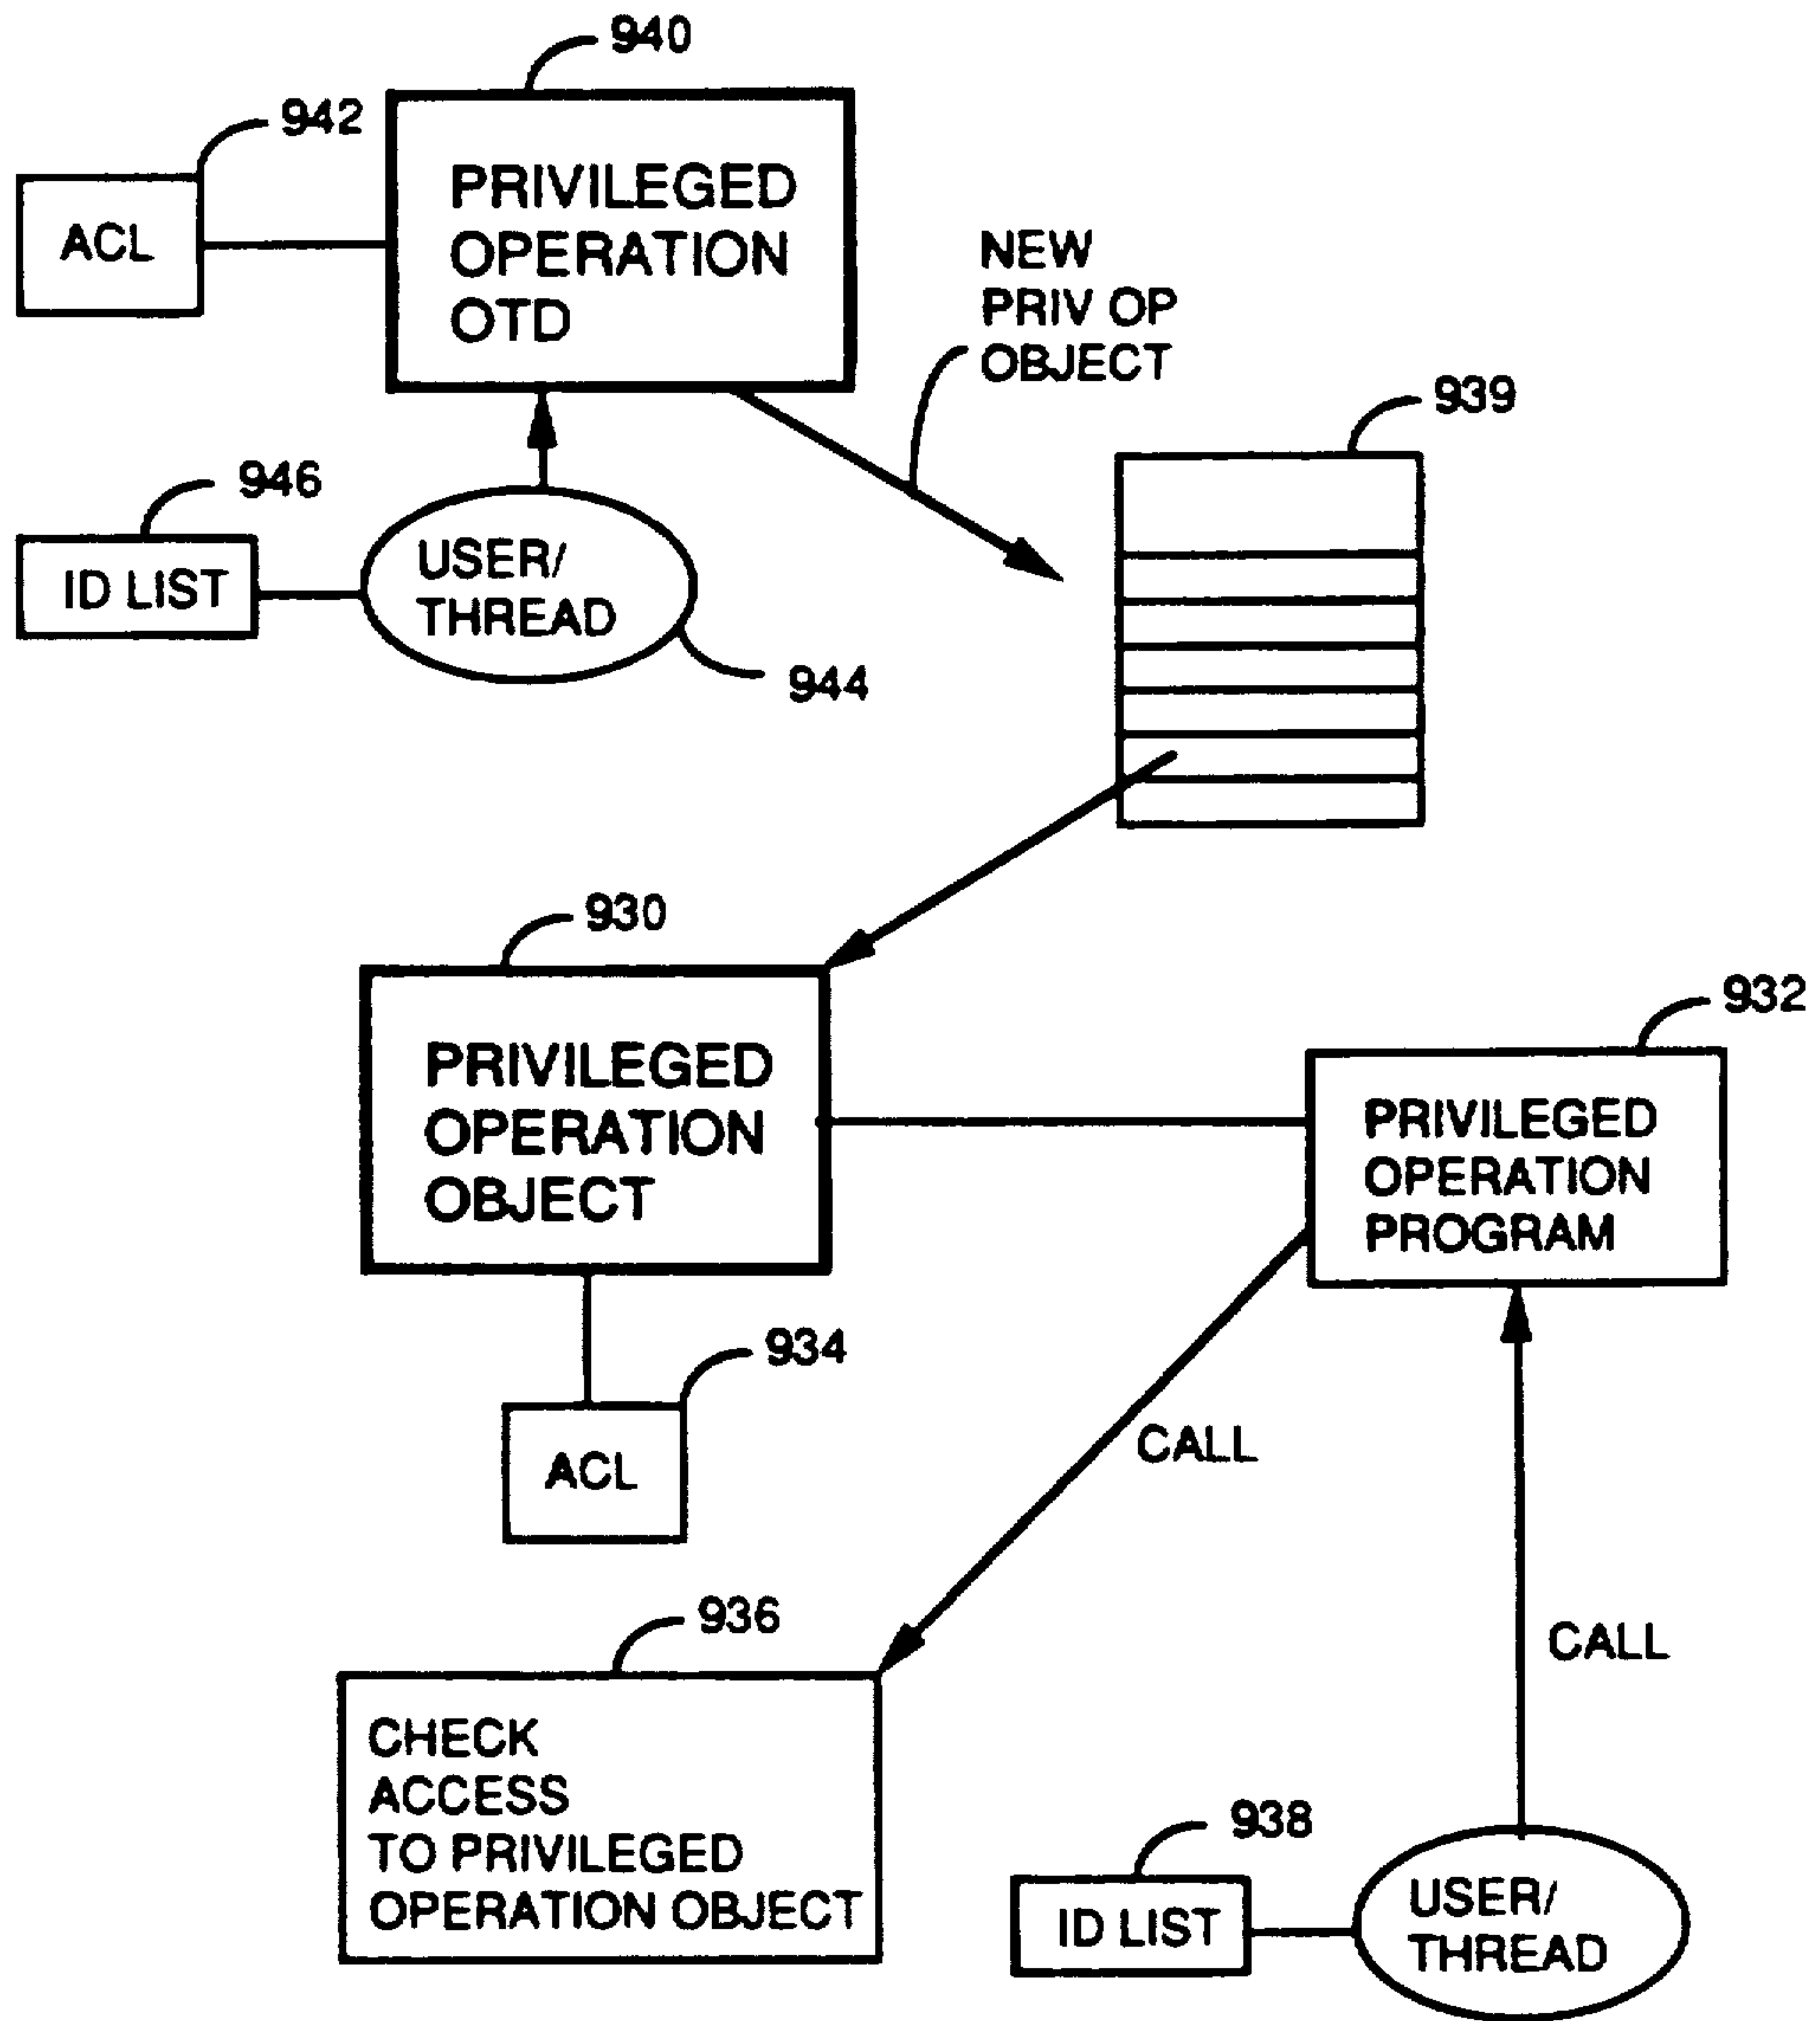 940
942
ACL
PRIVILEGED
OPERATION
OTD
NEW
PRIV OP
OBJECT
939
946
ID LIST
USER/
THREAD
944
930
PRIVILEGED
OPERATION
OBJECT
932
PRIVILEGED
OPERATION
PROGRAM
934
ACL
CALL
CALL
936
CHECK
ACCESS
TO PRIVILEGED
OPERATION OBJECT
938
ID LIST
USER/
THREAD